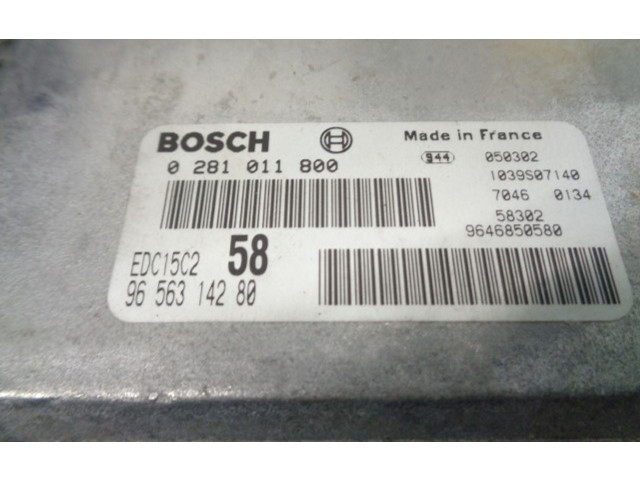 BOSCH
Made in France
0 281 011 800
944 050302
1039S07140
7046 0134
58302
9646850580
EDC15C2 58
96 563 142 80